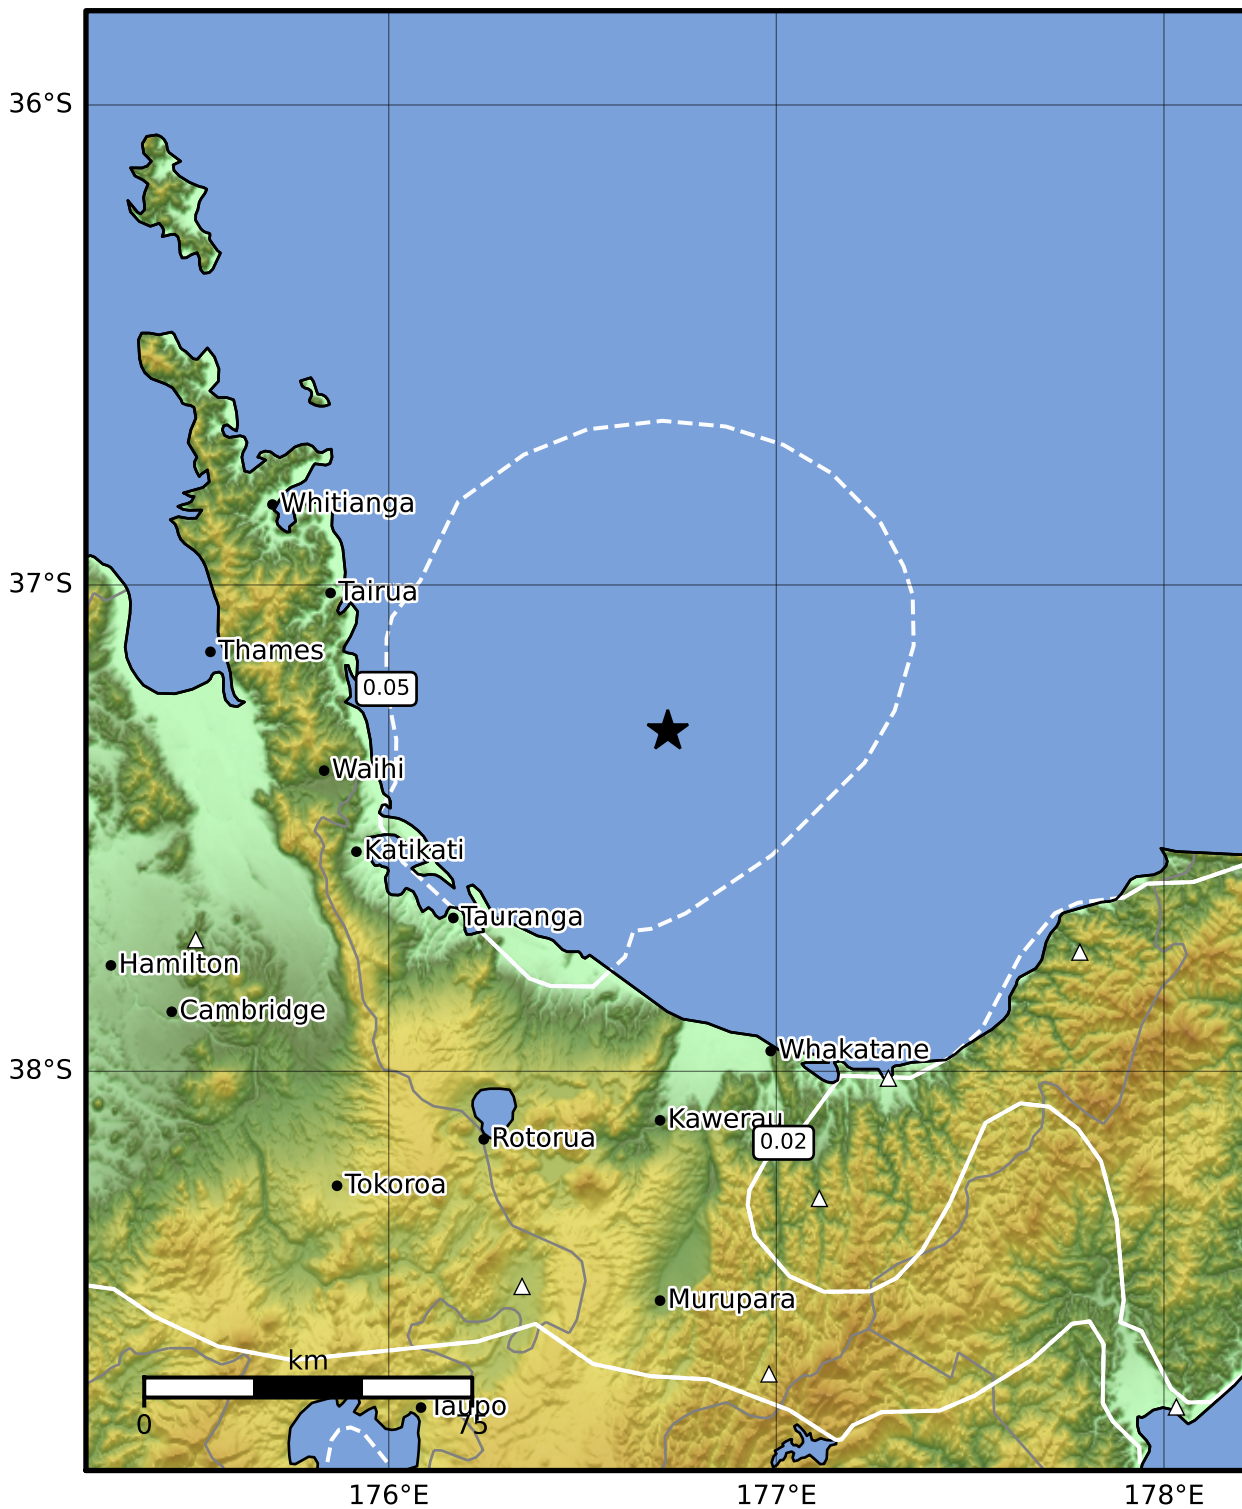 36°S
Whitianga
37°S
Tairua
Thames
0.05
Waihi
Katikati
Tauranga
Hamilton
Cambridge
Whakatane
38°S
Kawerau
0.02
Rotorua
Tokoroa
Murupara
km
0
75
Taupo
176°E
177°E
178°E